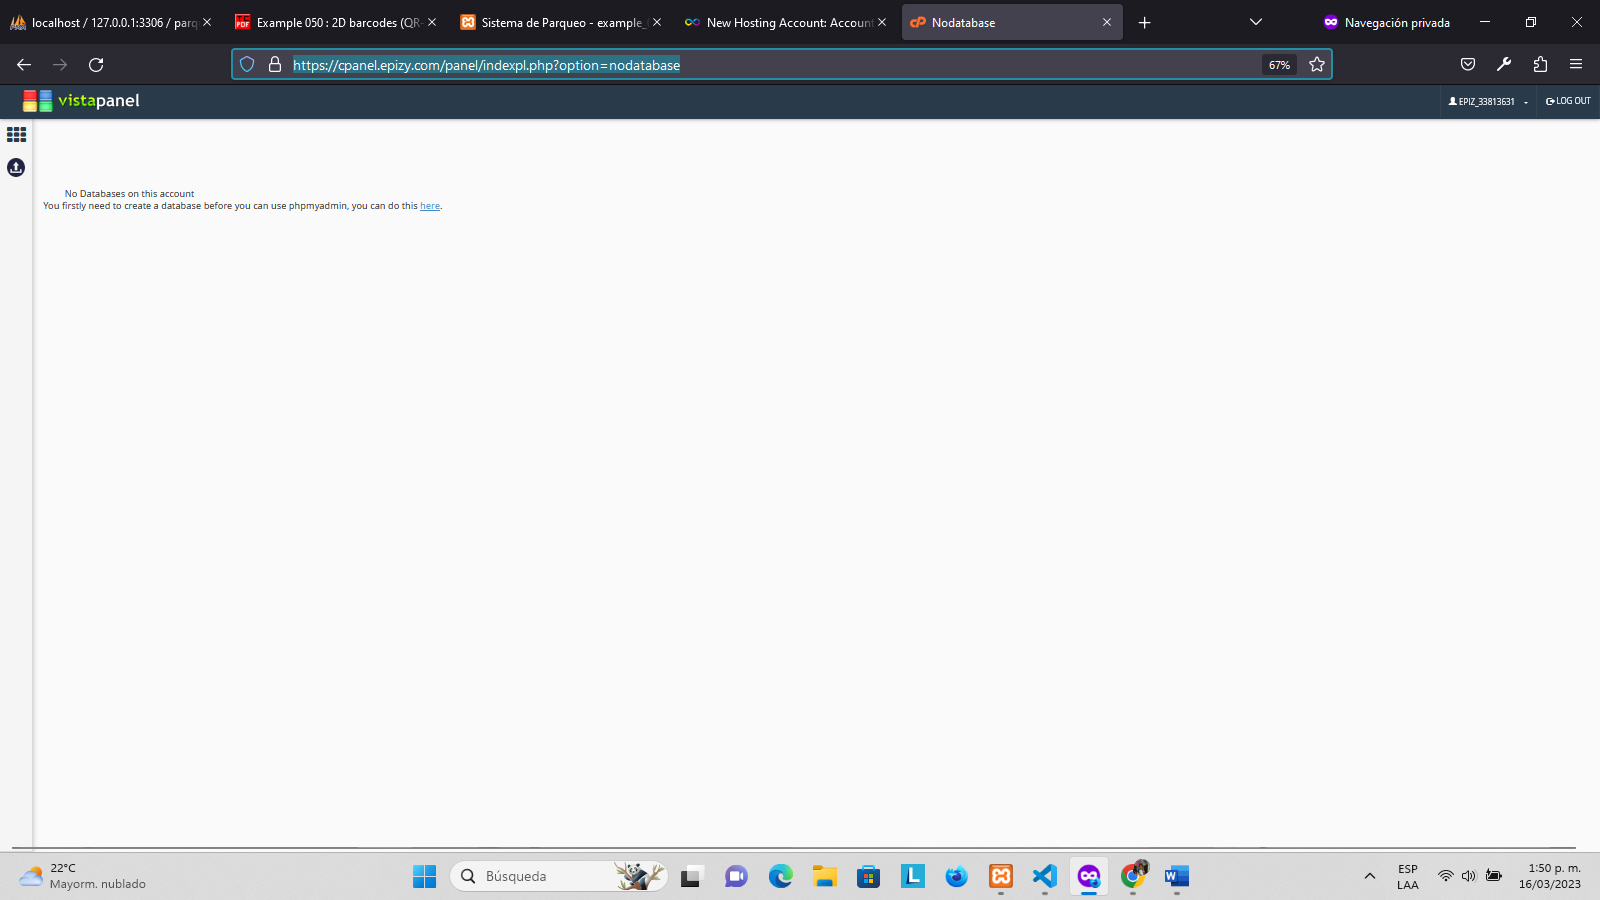 localhost / 127.0.0.1:3306 / parq
Example 050 : 2D barcodes (QR-
Sistema de Parqueo - example_
New Hosting Account: Account
Nodatabase
Navegación privada
https://cpanel.epizy.com/panel/indexpl.php?option=nodatabase
67%
vistapanel
EPIZ_33813631
LOG OUT
No Databases on this account
You firstly need to create a database before you can use phpmyadmin, you can do this here.
22°C
Mayorm. nublado
Búsqueda
ESP
LAA
1:50 p. m.
16/03/2023